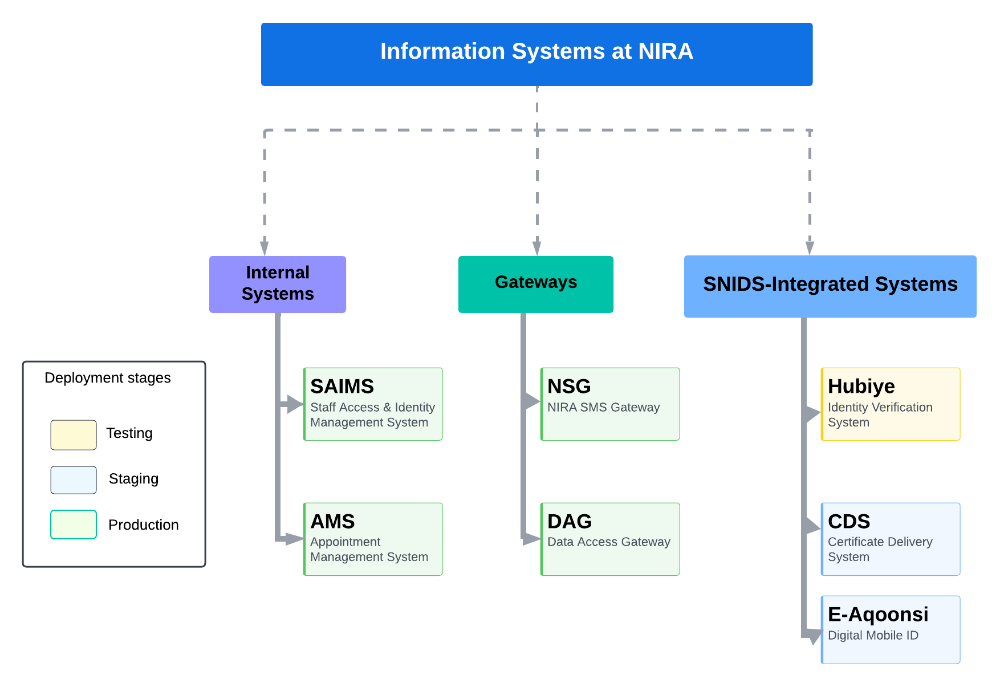 Information Systems at NIRA
Internal
Systems
Gateways
SNIDS-Integrated Systems
Deployment stages
Testing
Staging
Production
SAIMS
Staff Access & Identity
Management System
AMS
Appointment
Management System
NSG
NIRA SMS Gateway
DAG
Data Access Gateway
Hubiye
Identity Verification
System
CDS
Certificate Delivery
System
E-Aqoonsi
Digital Mobile ID